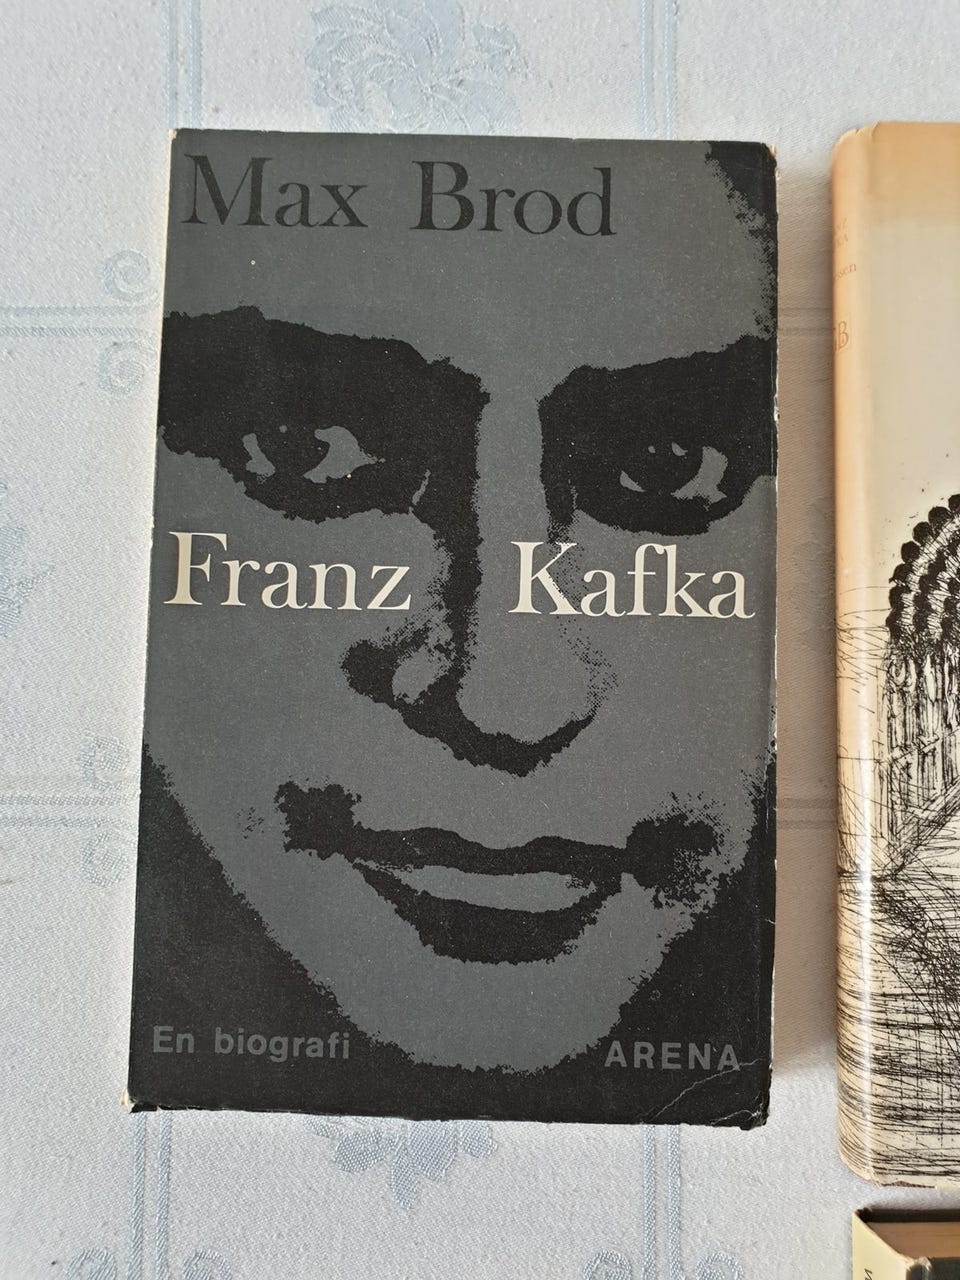 Max Brod
Franz Kafka
En biografi
ARENA